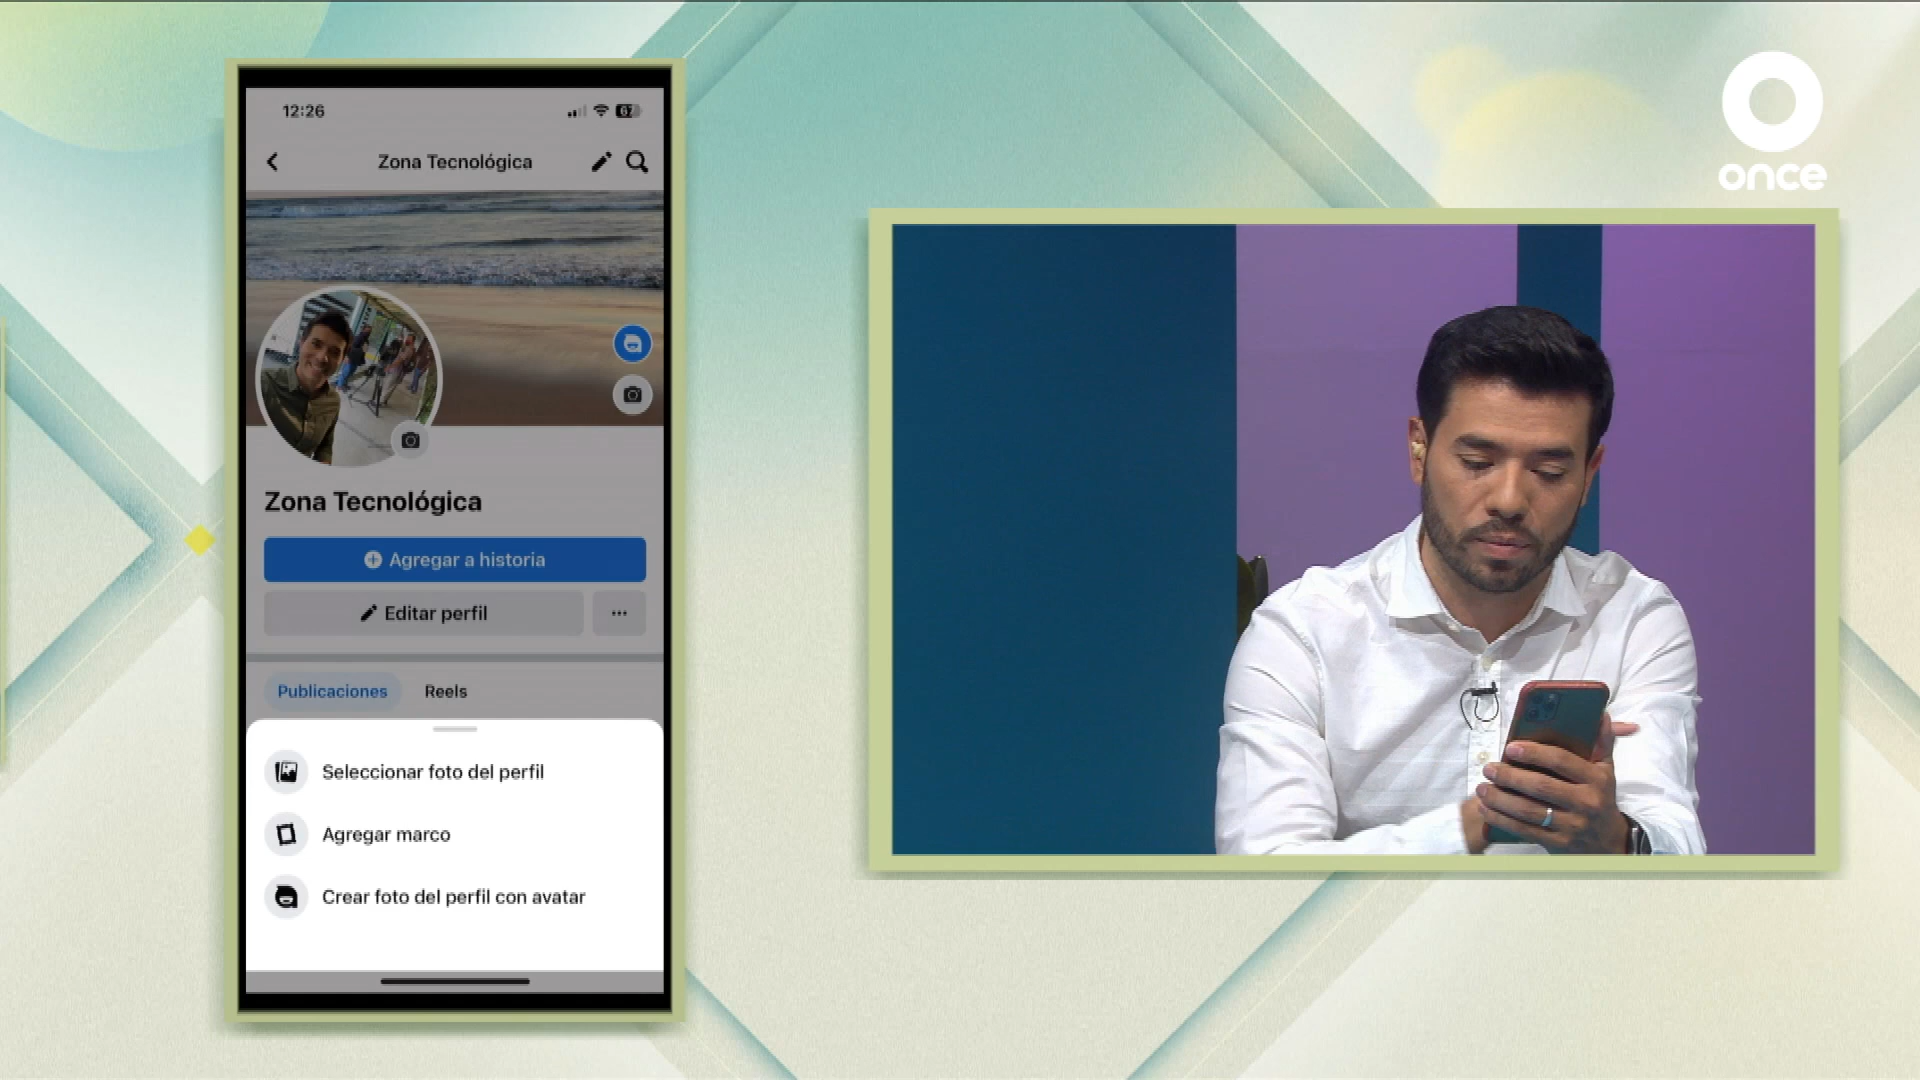 12:26
67
Zona Tecnológica
Zona Tecnológica
Agregar a historia
Editar perfil
Publicaciones
Reels
Seleccionar foto del perfil
Agregar marco
Crear foto del perfil con avatar
once